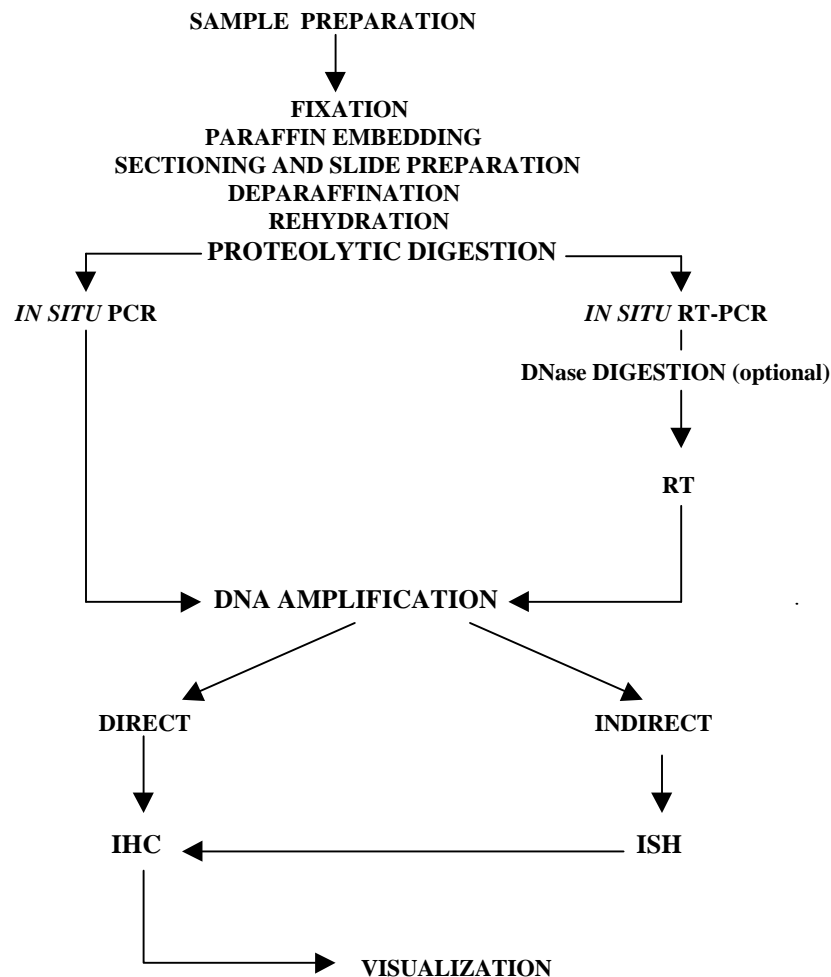 SAMPLE PREPARATION
FIXATION
PARAFFIN EMBEDDING
SECTIONING AND SLIDE PREPARATION
DEPARAFFINATION
REHYDRATION
PROTEOLYTIC DIGESTION
IN SITU PCR
IN SITU RT-PCR
DNase DIGESTION (optional)
RT
DNA AMPLIFICATION
DIRECT
INDIRECT
IHC
ISH
VISUALIZATION